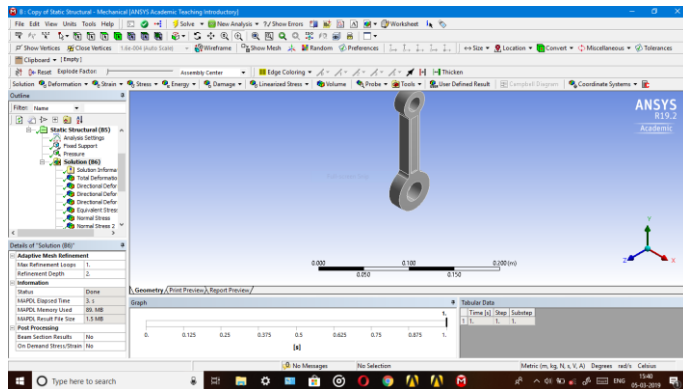 B : Copy of Static Structural - Mechanical [ANSYS Academic Teaching Introductory]
File Edit View Units Tools Help Solve New Analysis ?/ Show Errors Worksheet
Show Vertices Close Vertices 1.6e-004 (Auto Scale) Wireframe Show Mesh Random Preferences Size Location Convert Miscellaneous Tolerances
Clipboard [Empty]
Reset Explode Factor: Assembly Center Edge Coloring Thicken
Solution Deformation Strain Stress Energy Damage Linearized Stress Volume Probe Tools User Defined Result Campbell Diagram Coordinate Systems
Outline
Filter: Name
Static Structural (B5)
Analysis Settings
Fixed Support
Pressure
Solution (B6)
Solution Informa
Total Deformatio
Directional Defor
Directional Defor
Directional Defor
Equivalent Stress
Normal Stress
Normal Stress 2
ANSYS
R19.2
Academic
Y
Z X
0.000 0.100 0.200 (m)
0.050 0.150
Details of "Solution (B6)"
Adaptive Mesh Refinement
Max Refinement Loops 1.
Refinement Depth 2.
Information
Status Done
MAPDL Elapsed Time 3. s
MAPDL Memory Used 89. MB
MAPDL Result File Size 1.5 MB
Post Processing
Beam Section Results No
On Demand Stress/Strain No
Geometry Print Preview Report Preview
Graph
1.
0. 0.125 0.25 0.375 0.5 0.625 0.75 0.875 1.
[s]
1
Tabular Data
Time [s] Step Substep
1 1. 1. 1.
No Messages No Selection Metric (m, kg, N, s, V, A) Degrees rad/s Celsius
Type here to search
ENG
15:40
05-03-2019